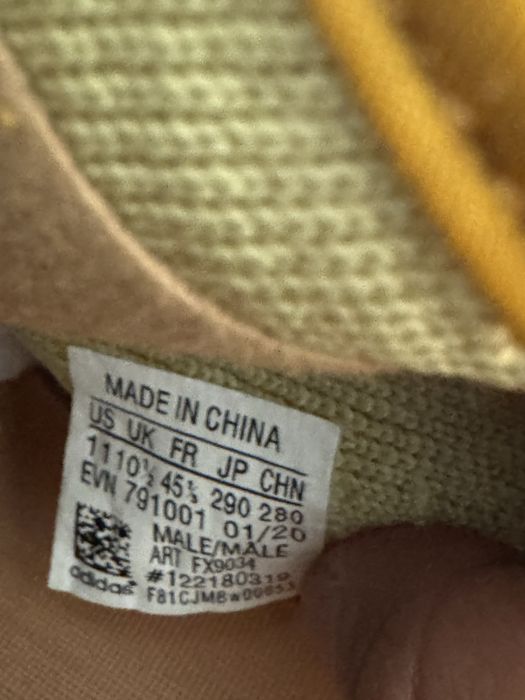 MADE IN CHINA
US UK FR JP CHN
11 10½ 45⅓ 290 280
EVN 791001 01/20
MALE/MALE
ART FX9034
#122180319
adidas